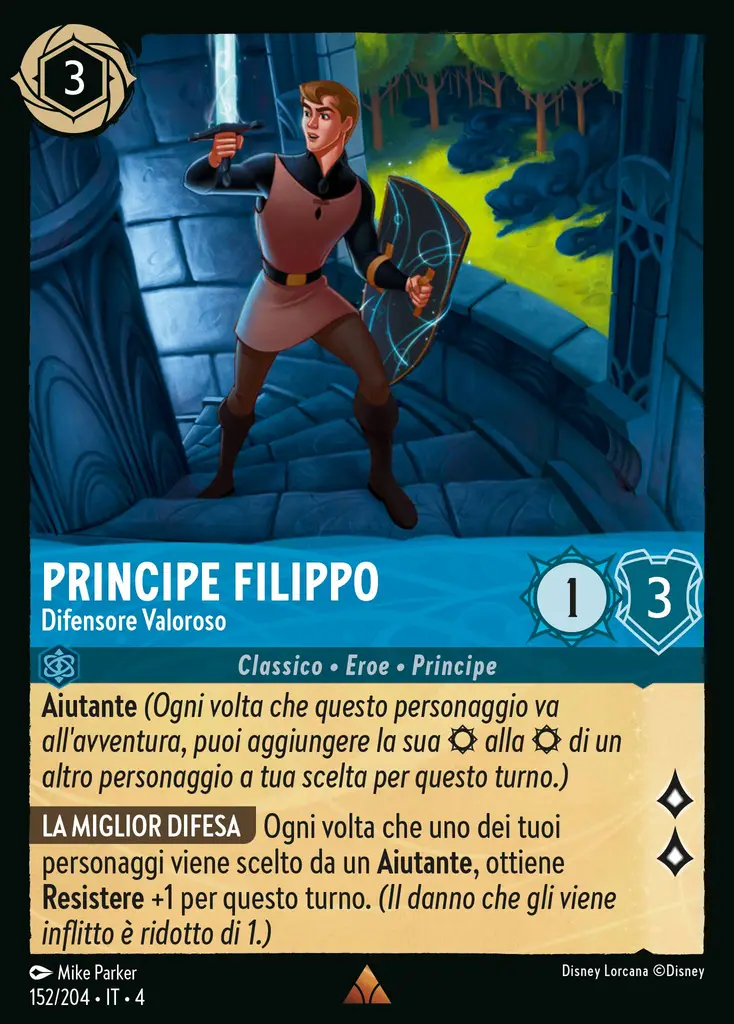 3
PRINCIPE FILIPPO
Difensore Valoroso
1
3
Classico • Eroe • Principe
Aiutante (Ogni volta che questo personaggio va
all'avventura, puoi aggiungere la sua alla di un
altro personaggio a tua scelta per questo turno.)
LA MIGLIOR DIFESA Ogni volta che uno dei tuoi
personaggi viene scelto da un Aiutante, ottiene
Resistere +1 per questo turno. (Il danno che gli viene
inflitto è ridotto di 1.)
Mike Parker
Disney Lorcana ©Disney
152/204 • IT • 4